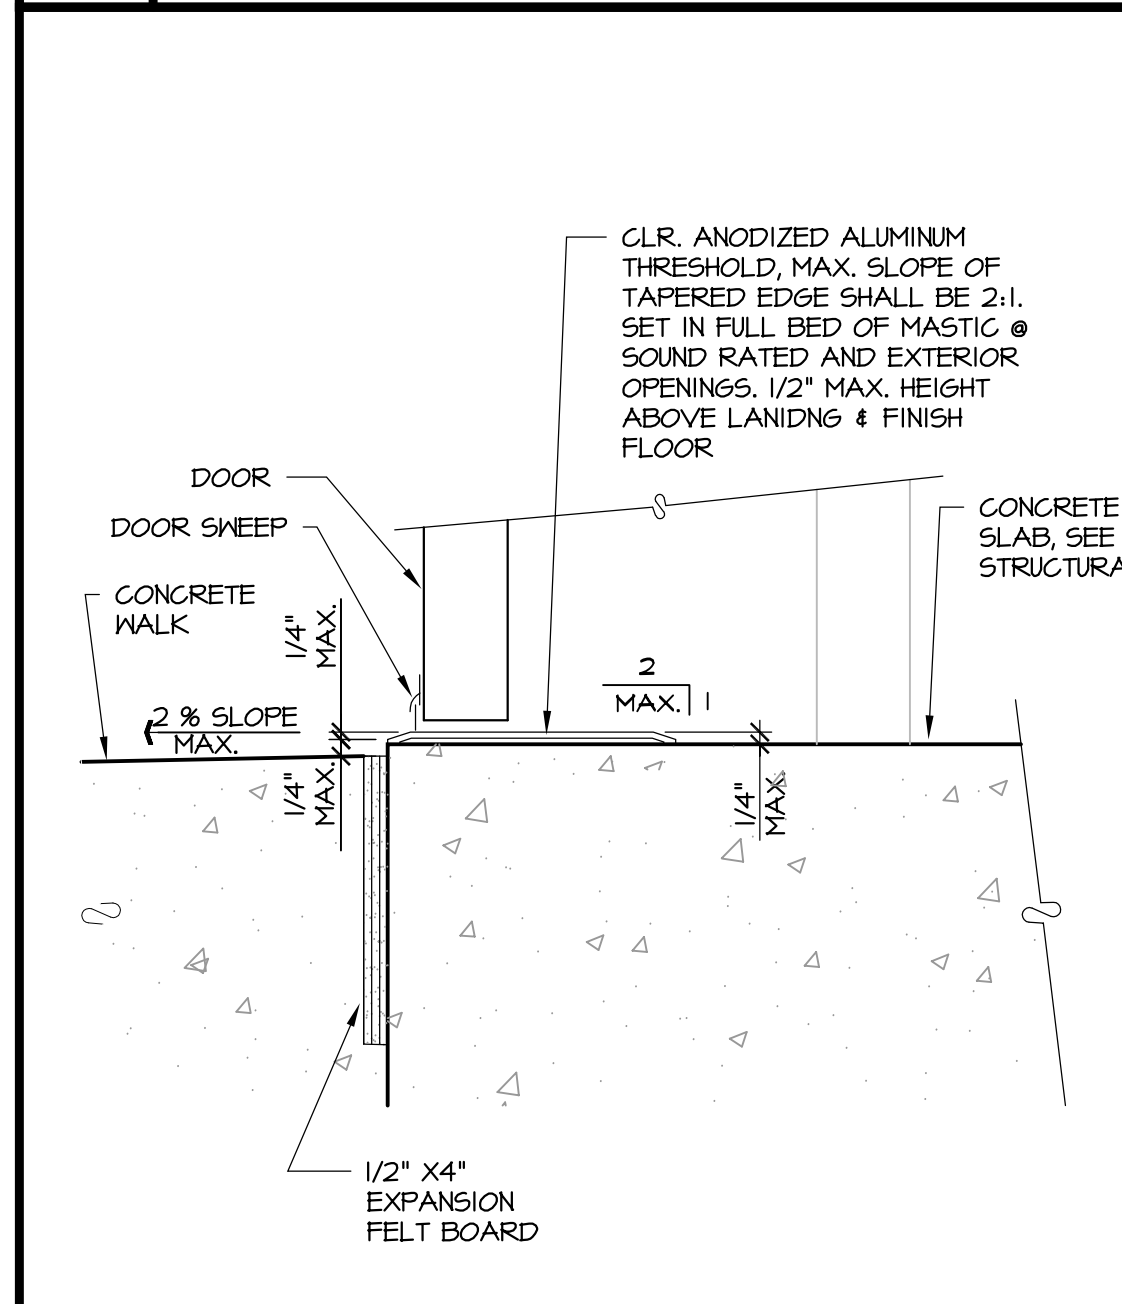 CLR. ANODIZED ALUMINUM
THRESHOLD, MAX. SLOPE OF
TAPERED EDGE SHALL BE 2:1.
SET IN FULL BED OF MASTIC @
SOUND RATED AND EXTERIOR
OPENINGS. 1/2" MAX. HEIGHT
ABOVE LANIDNG & FINISH
FLOOR
DOOR
DOOR SWEEP
CONCRETE
SLAB, SEE
STRUCTURA
CONCRETE
WALK
1/4"
MAX.
2
MAX. 1
2 % SLOPE
MAX.
1/4"
MAX.
1/4"
MAX.
1/2" X4"
EXPANSION
FELT BOARD